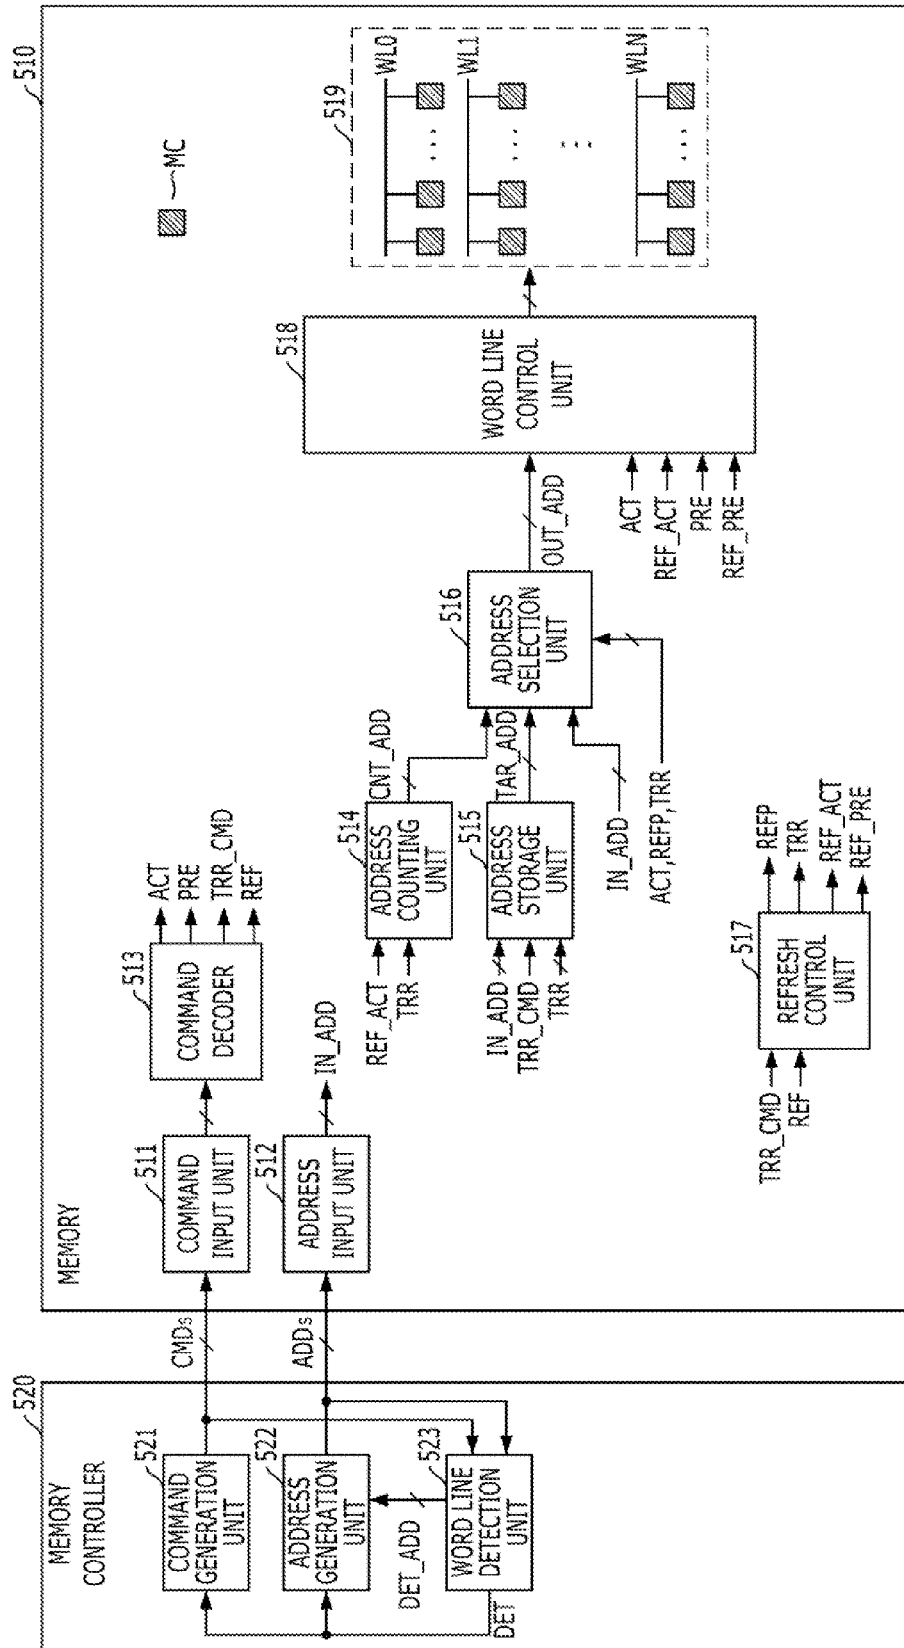 520
MEMORY
CONTROLLER
521
COMMAND
GENERATION
UNIT
522
ADDRESS
GENERATION
UNIT
DET_ADD
523
WORD LINE
DETECTION
UNIT
DET
CMDs
ADDs
510
MEMORY
511
COMMAND
INPUT UNIT
512
ADDRESS
INPUT UNIT
513
COMMAND
DECODER
ACT
PRE
TRR_CMD
REF
IN_ADD
REF_ACT
TRR
514
ADDRESS
COUNTING
UNIT
CNT_ADD
IN_ADD
TRR_CMD
TRR
515
ADDRESS
STORAGE
UNIT
TAR_ADD
IN_ADD
ACT,REFP,TRR
516
ADDRESS
SELECTION
UNIT
OUT_ADD
TRR_CMD
REF
517
REFRESH
CONTROL
UNIT
REFP
TRR
REF_ACT
REF_PRE
ACT
REF_ACT
PRE
REF_PRE
518
WORD LINE
CONTROL
UNIT
MC
519
WL0
WL1
WLN